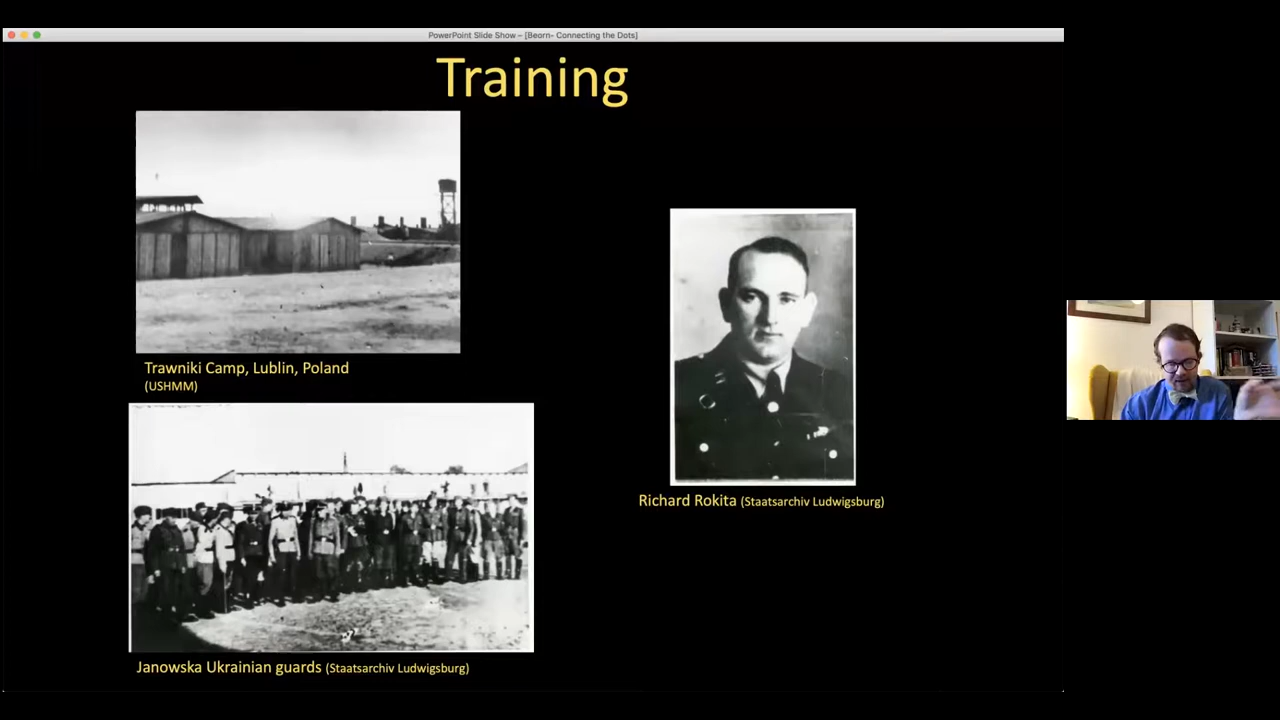 PowerPoint Slide Show – [Beorn- Connecting the Dots]
Training
Trawniki Camp, Lublin, Poland
(USHMM)
Richard Rokita (Staatsarchiv Ludwigsburg)
Janowska Ukrainian guards (Staatsarchiv Ludwigsburg)